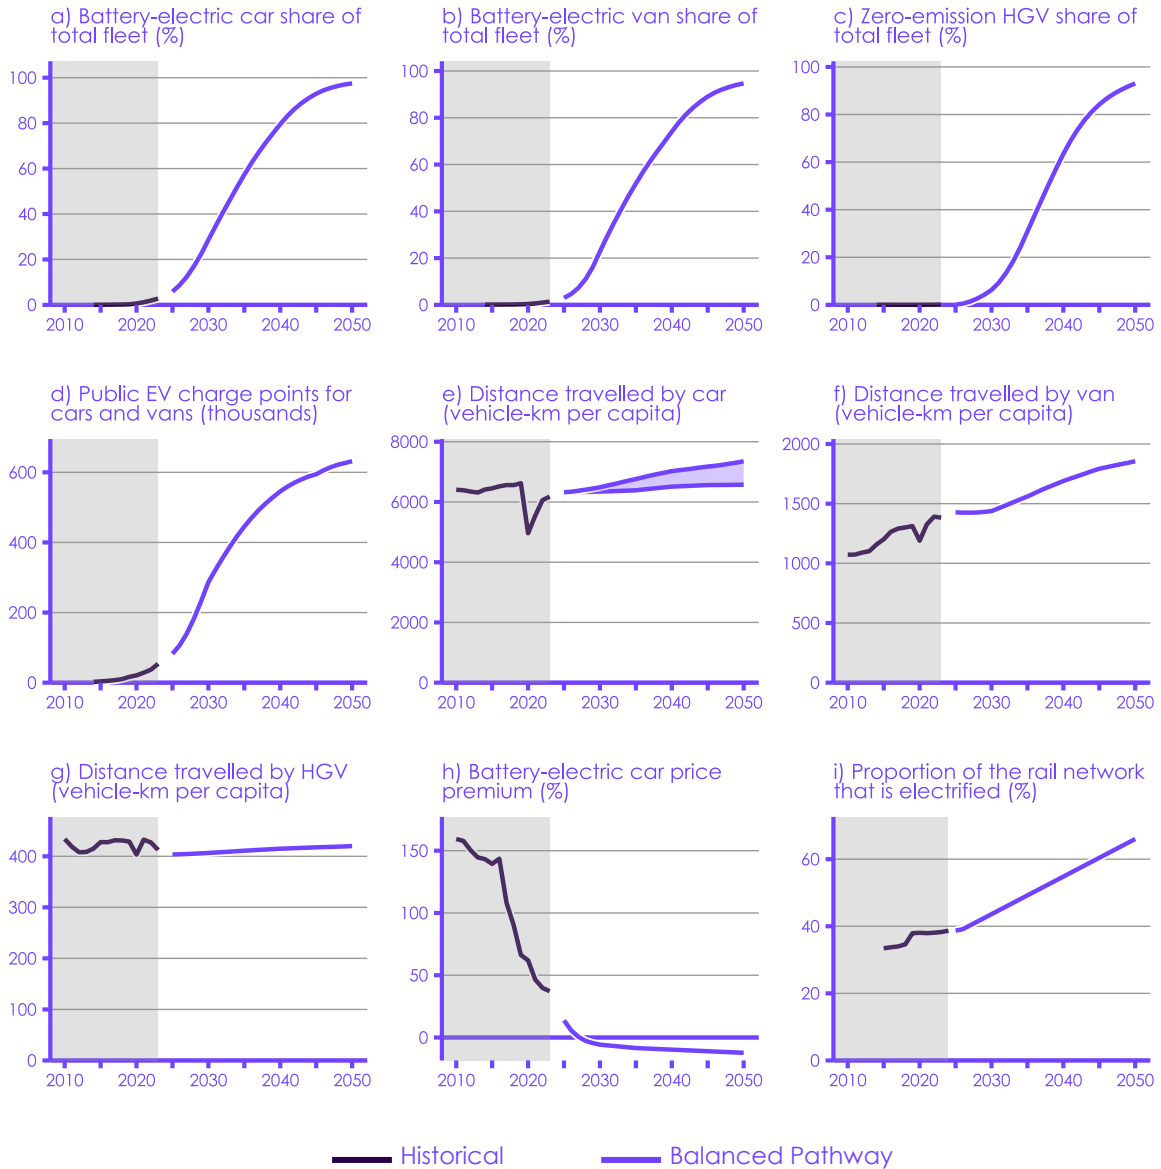 a) Battery-electric car share of
total fleet (%)
100
80
60
40
20
0
2010 2020 2030 2040 2050
b) Battery-electric van share of
total fleet (%)
100
80
60
40
20
0
2010 2020 2030 2040 2050
c) Zero-emission HGV share of
total fleet (%)
100
80
60
40
20
0
2010 2020 2030 2040 2050
d) Public EV charge points for
cars and vans (thousands)
600
400
200
0
2010 2020 2030 2040 2050
e) Distance travelled by car
(vehicle-km per capita)
8000
6000
4000
2000
0
2010 2020 2030 2040 2050
f) Distance travelled by van
(vehicle-km per capita)
2000
1500
1000
500
0
2010 2020 2030 2040 2050
g) Distance travelled by HGV
(vehicle-km per capita)
400
300
200
100
0
2010 2020 2030 2040 2050
h) Battery-electric car price
premium (%)
150
100
50
0
2010 2020 2030 2040 2050
i) Proportion of the rail network
that is electrified (%)
60
40
20
0
2010 2020 2030 2040 2050
Historical
Balanced Pathway